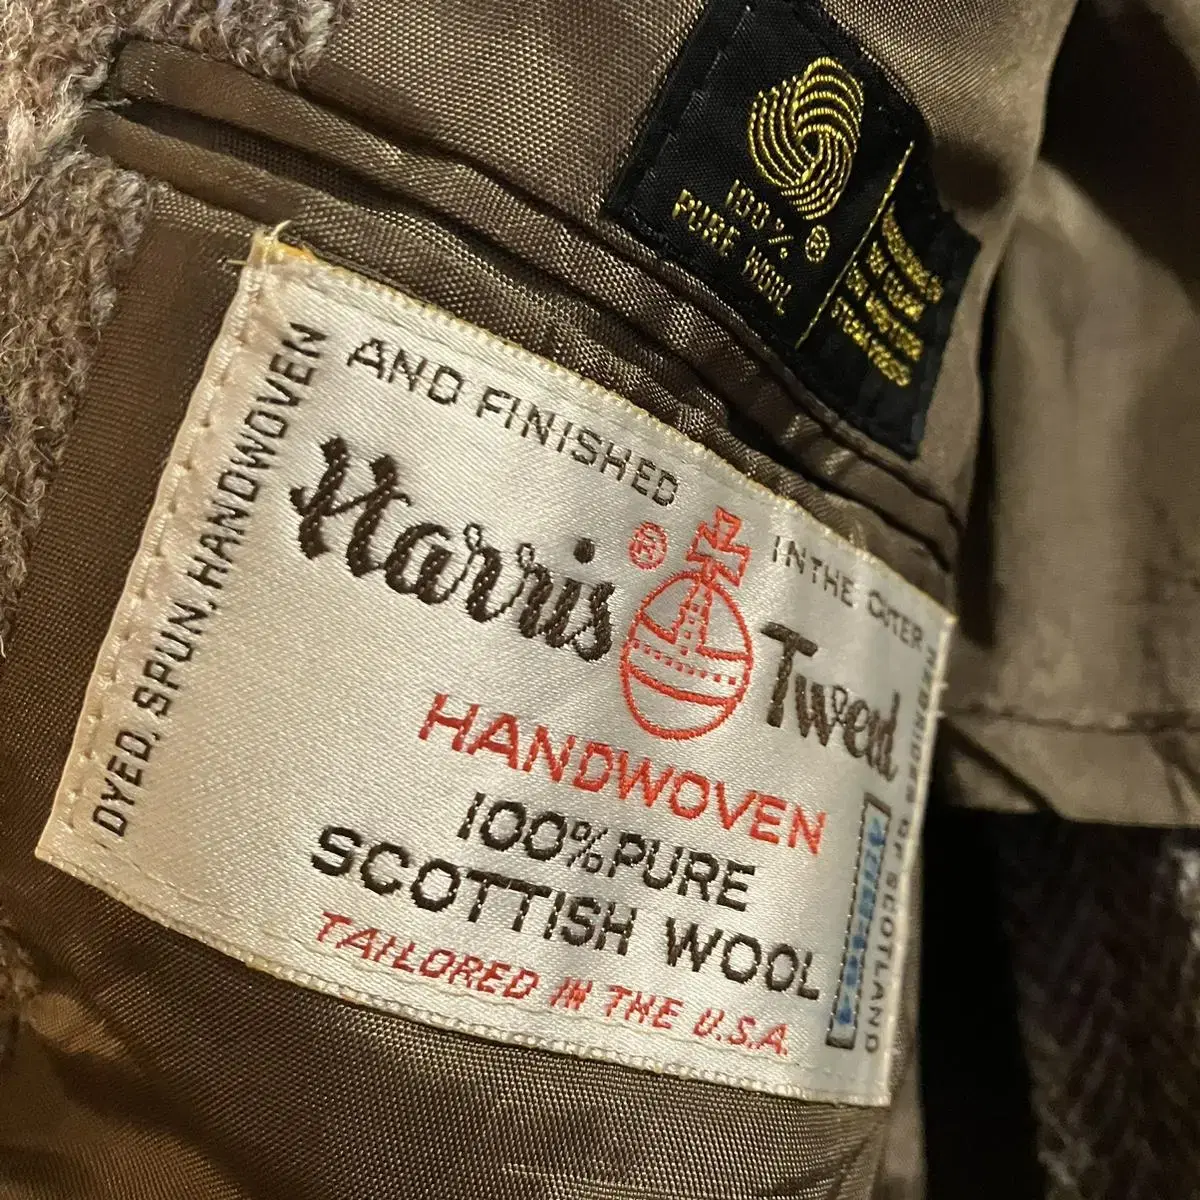 100%
PURE WOOL
®
DYED, SPUN, HANDWOVEN
AND FINISHED
IN THE OUTER
HEBRIDES OF SCOTLAND
Harris ® Tweed
HANDWOVEN
100% PURE
SCOTTISH WOOL
TAILORED IN THE U.S.A.